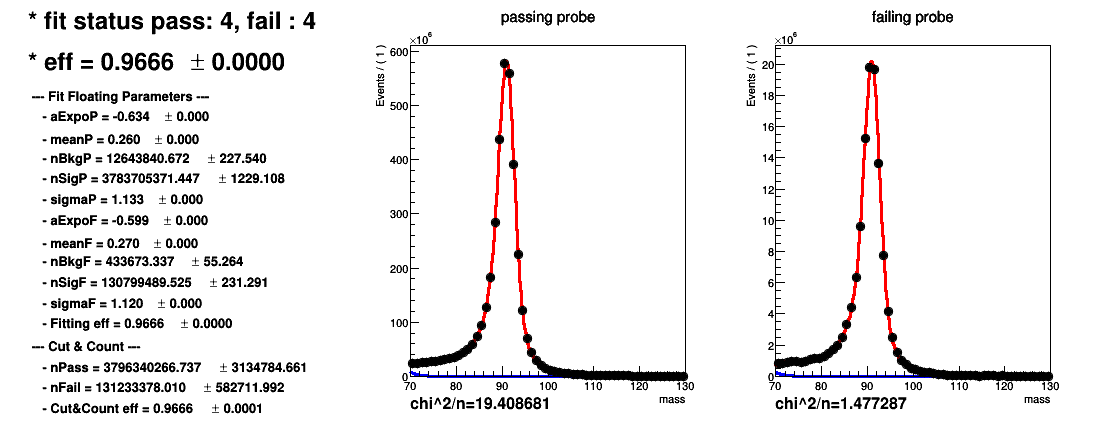 * fit status pass: 4, fail : 4
* eff = 0.9666 ± 0.0000
--- Fit Floating Parameters ---
- aExpoP = -0.634 ± 0.000
- meanP = 0.260 ± 0.000
- nBkgP = 12643840.672 ± 227.540
- nSigP = 3783705371.447 ± 1229.108
- sigmaP = 1.133 ± 0.000
- aExpoF = -0.599 ± 0.000
- meanF = 0.270 ± 0.000
- nBkgF = 433673.337 ± 55.264
- nSigF = 130799489.525 ± 231.291
- sigmaF = 1.120 ± 0.000
- Fitting eff = 0.9666 ± 0.0000
--- Cut & Count ---
- nPass = 3796340266.737 ± 3134784.661
- nFail = 131233378.010 ± 582711.992
- Cut&Count eff = 0.9666 ± 0.0001
passing probe
×10⁶
Events / ( 1 )
600
500
400
300
200
100
0
70 80 90 100 110 120 130
mass
chi^2/n=19.408681
failing probe
×10⁶
Events / ( 1 )
20
18
16
14
12
10
8
6
4
2
0
70 80 90 100 110 120 130
mass
chi^2/n=1.477287